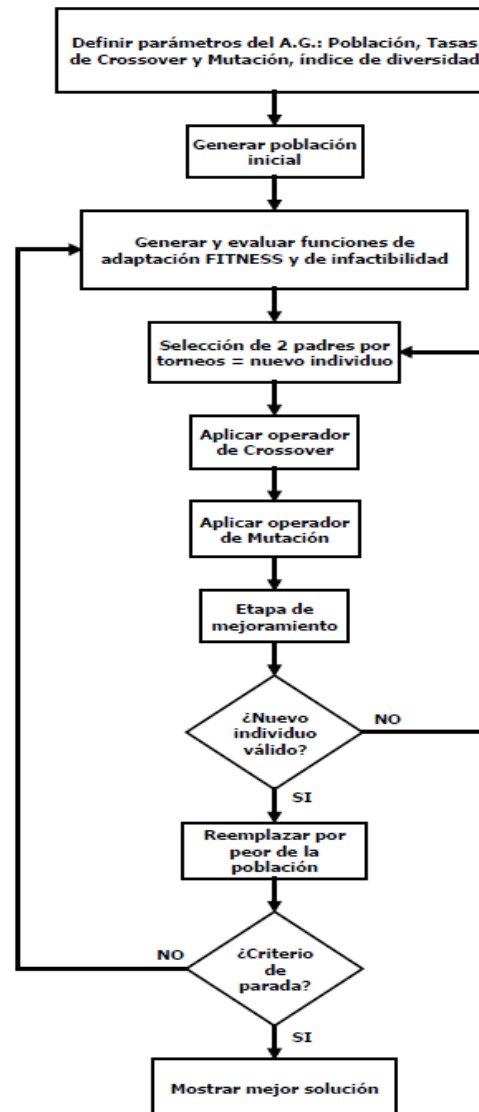 Definir parámetros del A.G.: Población, Tasas
de Crossover y Mutación, índice de diversidad
Generar población
inicial
Generar y evaluar funciones de
adaptación FITNESS y de infactibilidad
Selección de 2 padres por
torneos = nuevo individuo
Aplicar operador
de Crossover
Aplicar operador
de Mutación
Etapa de
mejoramiento
¿Nuevo
individuo
válido?
NO
SI
Reemplazar por
peor de la
población
NO
¿Criterio
de
parada?
SI
Mostrar mejor solución